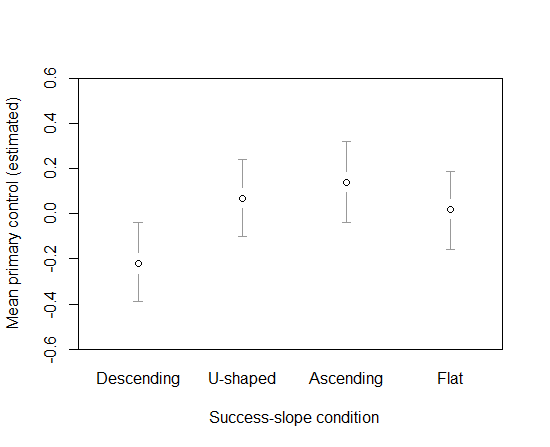 Mean primary control (estimated)
0.6
0.4
0.2
0.0
-0.2
-0.4
-0.6
Descending U-shaped Ascending Flat
Success-slope condition